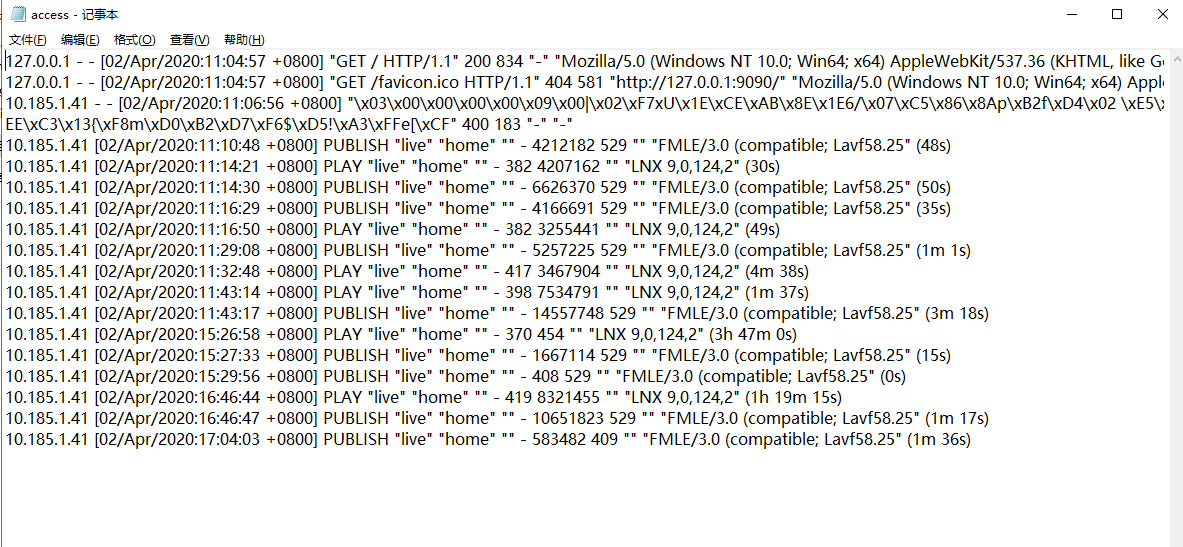 access - 记事本
文件(F) 编辑(E) 格式(O) 查看(V) 帮助(H)
127.0.0.1 - - [02/Apr/2020:11:04:57 +0800] "GET / HTTP/1.1" 200 834 "-" "Mozilla/5.0 (Windows NT 10.0; Win64; x64) AppleWebKit/537.36 (KHTML, like Ge
127.0.0.1 - - [02/Apr/2020:11:04:57 +0800] "GET /favicon.ico HTTP/1.1" 404 581 "http://127.0.0.1:9090/" "Mozilla/5.0 (Windows NT 10.0; Win64; x64) Appl
10.185.1.41 - - [02/Apr/2020:11:06:56 +0800] "\x03\x00\x00\x00\x00\x09\x00|\x02\xF7xU\x1E\xCE\xAB\x8E\x1E6/\x07\xC5\x86\x8Ap\xB2f\xD4\x02 \xE5\
EE\xC3\x13{\xF8m\xD0\xB2\xD7\xF6$\xD5!\xA3\xFFe[\xCF" 400 183 "-" "-"
10.185.1.41 [02/Apr/2020:11:10:48 +0800] PUBLISH "live" "home" "" - 4212182 529 "" "FMLE/3.0 (compatible; Lavf58.25" (48s)
10.185.1.41 [02/Apr/2020:11:14:21 +0800] PLAY "live" "home" "" - 382 4207162 "" "LNX 9,0,124,2" (30s)
10.185.1.41 [02/Apr/2020:11:14:30 +0800] PUBLISH "live" "home" "" - 6626370 529 "" "FMLE/3.0 (compatible; Lavf58.25" (50s)
10.185.1.41 [02/Apr/2020:11:16:29 +0800] PUBLISH "live" "home" "" - 4166691 529 "" "FMLE/3.0 (compatible; Lavf58.25" (35s)
10.185.1.41 [02/Apr/2020:11:16:50 +0800] PLAY "live" "home" "" - 382 3255441 "" "LNX 9,0,124,2" (49s)
10.185.1.41 [02/Apr/2020:11:29:08 +0800] PUBLISH "live" "home" "" - 5257225 529 "" "FMLE/3.0 (compatible; Lavf58.25" (1m 1s)
10.185.1.41 [02/Apr/2020:11:32:48 +0800] PLAY "live" "home" "" - 417 3467904 "" "LNX 9,0,124,2" (4m 38s)
10.185.1.41 [02/Apr/2020:11:43:14 +0800] PLAY "live" "home" "" - 398 7534791 "" "LNX 9,0,124,2" (1m 37s)
10.185.1.41 [02/Apr/2020:11:43:17 +0800] PUBLISH "live" "home" "" - 14557748 529 "" "FMLE/3.0 (compatible; Lavf58.25" (3m 18s)
10.185.1.41 [02/Apr/2020:15:26:58 +0800] PLAY "live" "home" "" - 370 454 "" "LNX 9,0,124,2" (3h 47m 0s)
10.185.1.41 [02/Apr/2020:15:27:33 +0800] PUBLISH "live" "home" "" - 1667114 529 "" "FMLE/3.0 (compatible; Lavf58.25" (15s)
10.185.1.41 [02/Apr/2020:15:29:56 +0800] PUBLISH "live" "home" "" - 408 529 "" "FMLE/3.0 (compatible; Lavf58.25" (0s)
10.185.1.41 [02/Apr/2020:16:46:44 +0800] PLAY "live" "home" "" - 419 8321455 "" "LNX 9,0,124,2" (1h 19m 15s)
10.185.1.41 [02/Apr/2020:16:46:47 +0800] PUBLISH "live" "home" "" - 10651823 529 "" "FMLE/3.0 (compatible; Lavf58.25" (1m 17s)
10.185.1.41 [02/Apr/2020:17:04:03 +0800] PUBLISH "live" "home" "" - 583482 409 "" "FMLE/3.0 (compatible; Lavf58.25" (1m 36s)